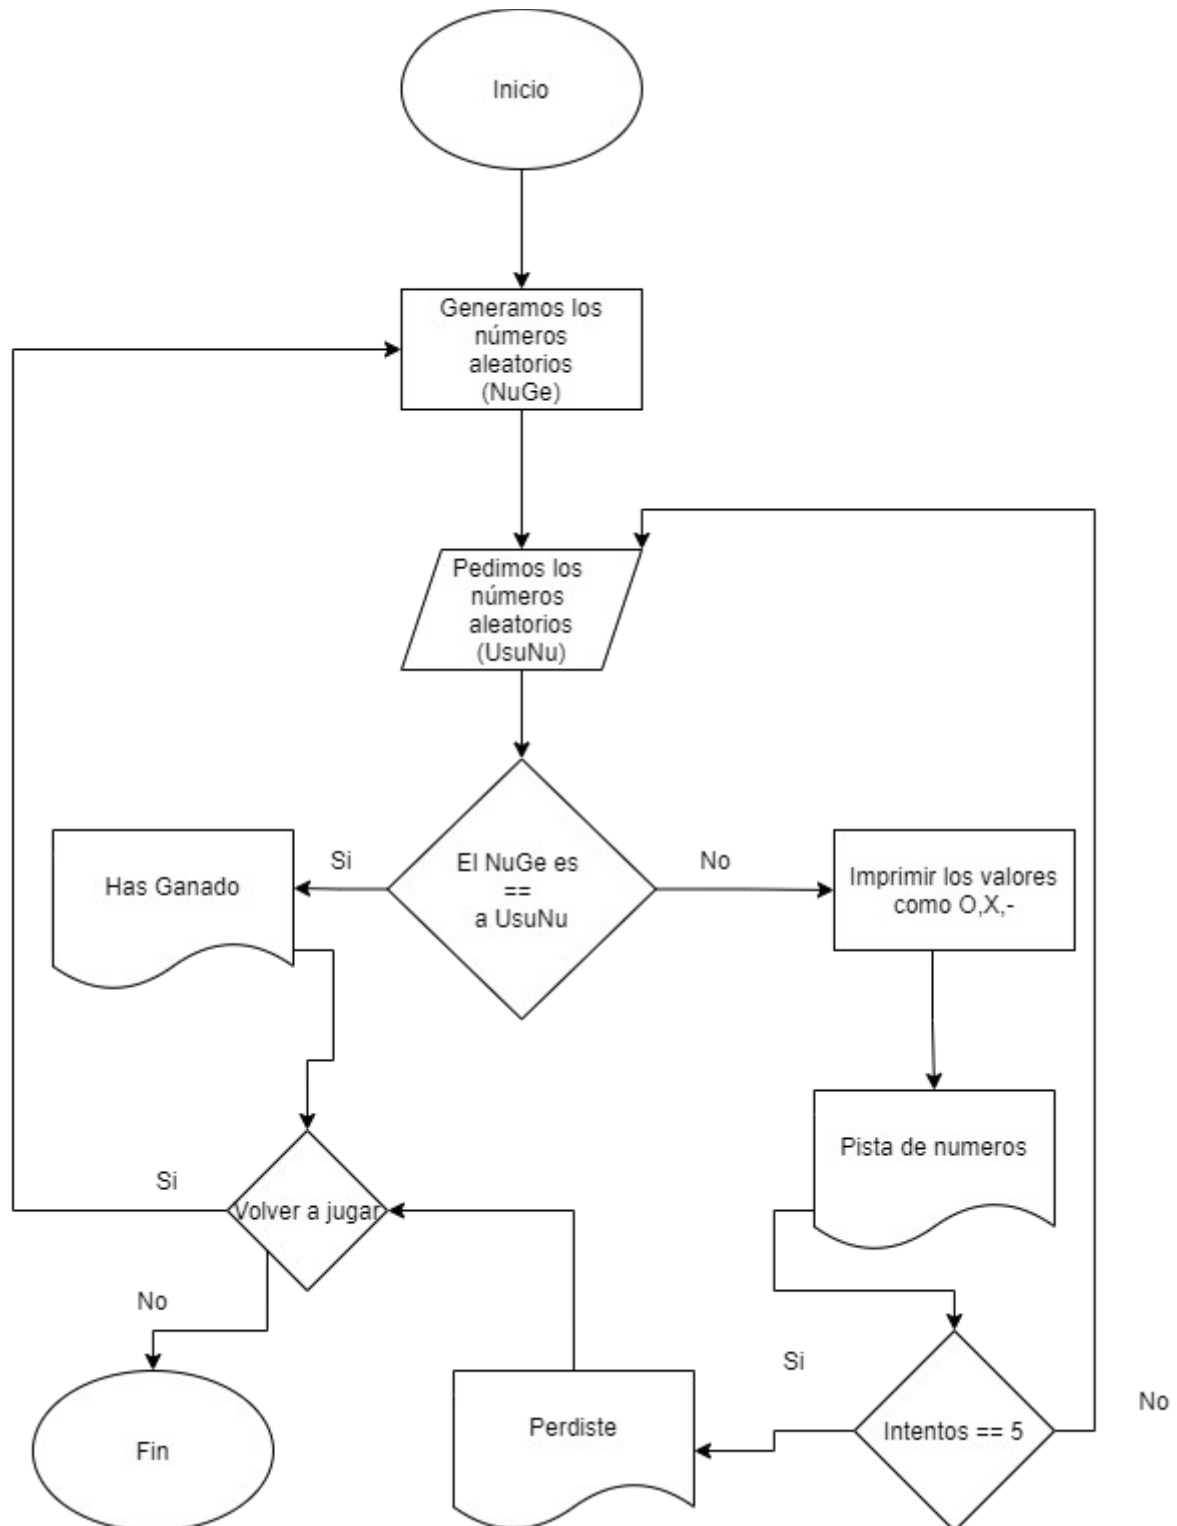 Inicio
Generamos los
números
aleatorios
(NuGe)
Pedimos los
números
aleatorios
(UsuNu)
El NuGe es
==
a UsuNu
Si
No
Has Ganado
Imprimir los valores
como O,X,-
Pista de numeros
Volver a jugar
Si
No
Fin
Perdiste
Si
Intentos == 5
No